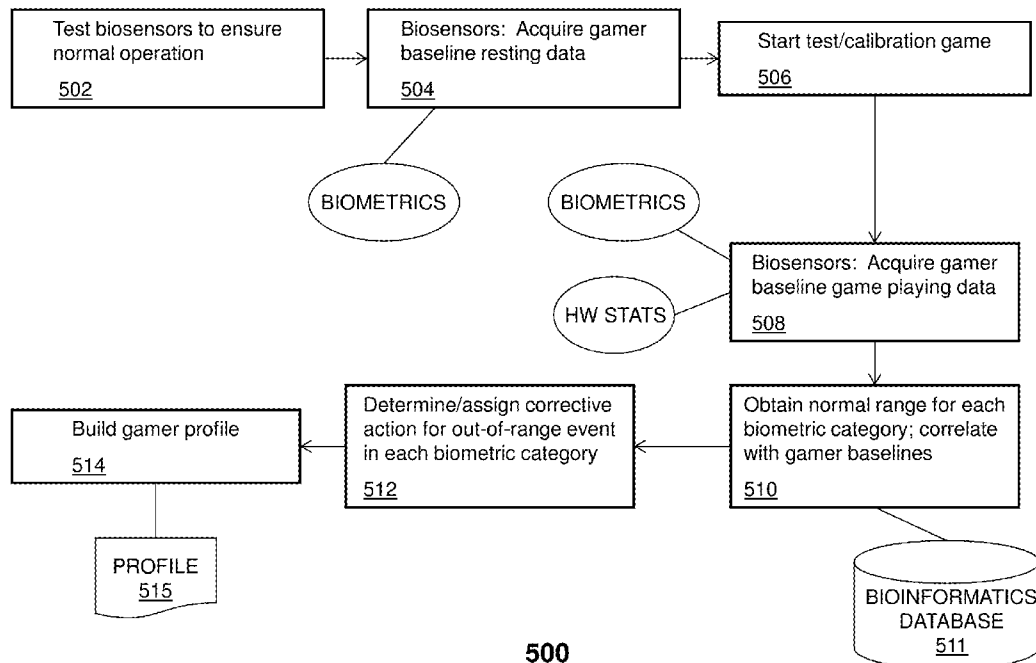 Test biosensors to ensure
normal operation
502
Biosensors: Acquire gamer
baseline resting data
504
Start test/calibration game
506
BIOMETRICS
BIOMETRICS
HW STATS
Biosensors: Acquire gamer
baseline game playing data
508
Build gamer profile
514
Determine/assign corrective
action for out-of-range event
in each biometric category
512
Obtain normal range for each
biometric category; correlate
with gamer baselines
510
PROFILE
515
BIOINFORMATICS
DATABASE
511
500